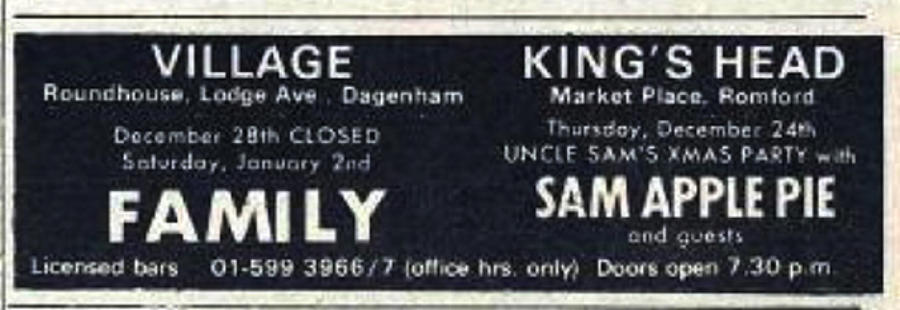 VILLAGE
Roundhouse, Lodge Ave., Dagenham
December 28th CLOSED
Saturday, January 2nd
FAMILY
KING'S HEAD
Market Place, Romford
Thursday, December 24th
UNCLE SAM'S XMAS PARTY with
SAM APPLE PIE
and guests
Licensed bars 01-599 3966/7 (office hrs. only) Doors open 7.30 p.m